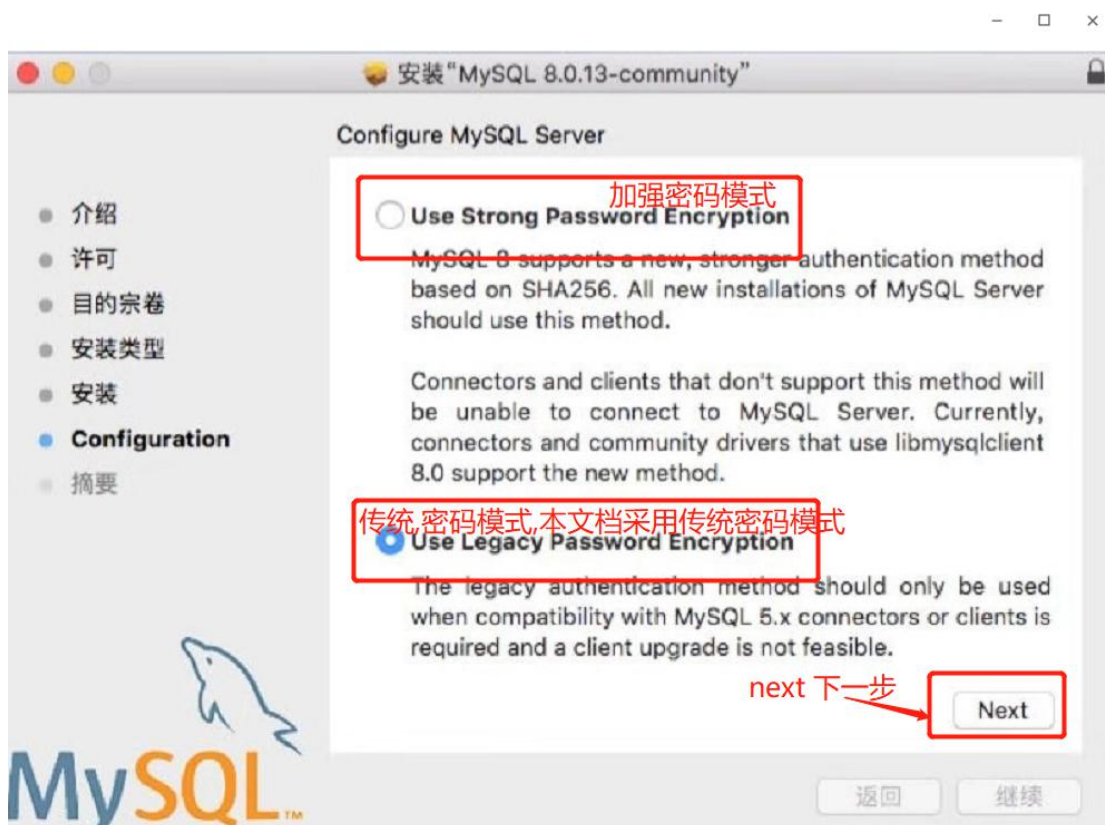 安装“MySQL 8.0.13-community”
Configure MySQL Server
介绍
许可
目的宗卷
安装类型
安装
Configuration
摘要
加强密码模式
Use Strong Password Encryption
MySQL 8 supports a new, stronger authentication method
based on SHA256. All new installations of MySQL Server
should use this method.
Connectors and clients that don't support this method will
be unable to connect to MySQL Server. Currently,
connectors and community drivers that use libmysqlclient
8.0 support the new method.
传统,密码模式,本文档采用传统密码模式
Use Legacy Password Encryption
The legacy authentication method should only be used
when compatibility with MySQL 5.x connectors or clients is
required and a client upgrade is not feasible.
next 下一步
Next
MySQL™
返回
继续